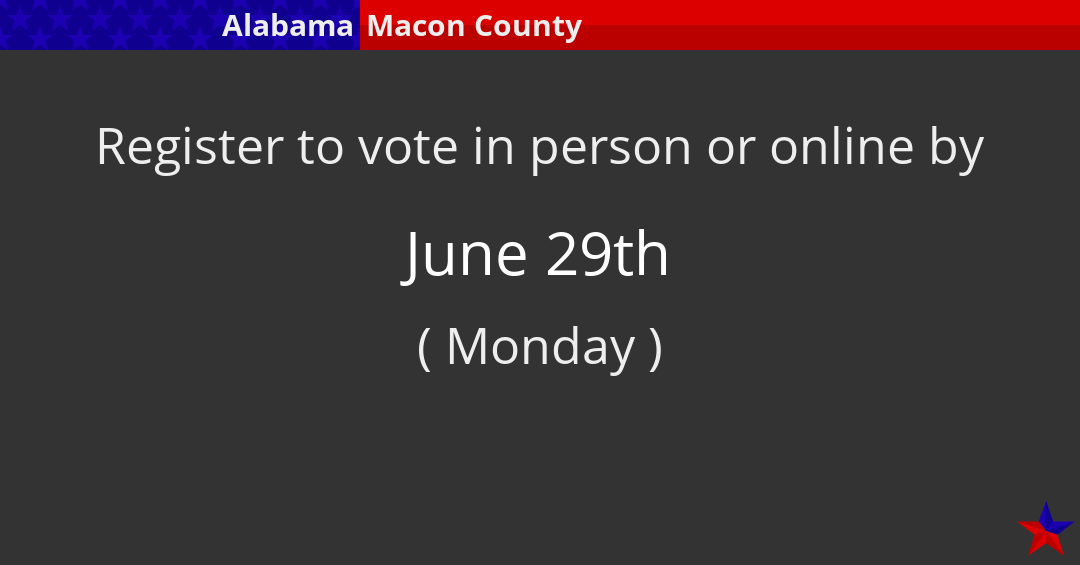 Alabama Macon County
Register to vote in person or online by
June 29th
( Monday )